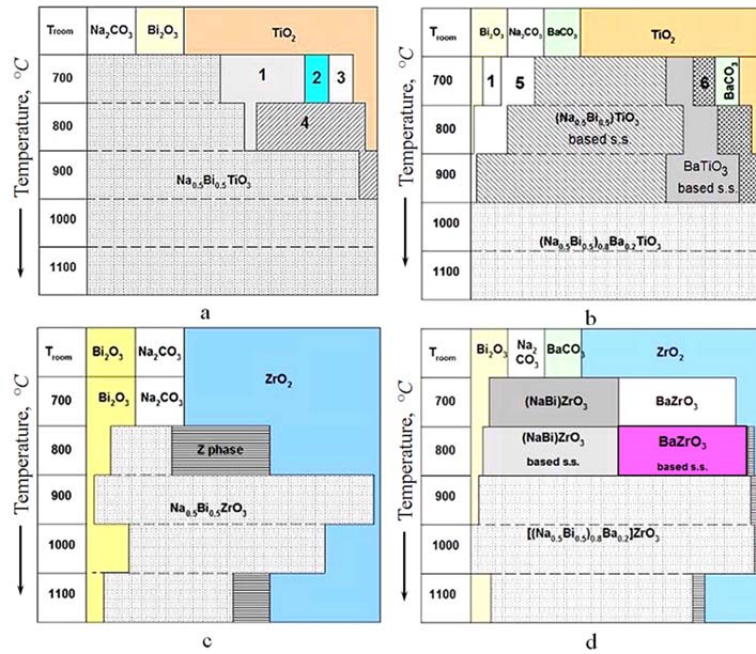 T_room Na₂CO₃ Bi₂O₃ TiO₂
700 1 2 3
800 4
900 Na₀.₅Bi₀.₅TiO₃
1000
1100
Temperature, °C
a
T_room Bi₂O₃ Na₂CO₃ BaCO₃ TiO₂
700 1 5 6 BaCO₃
800 (Na₀.₅Bi₀.₅)TiO₃
based s.s.
900 BaTiO₃
based s.s.
1000
(Na₀.₅Bi₀.₅)₀.₈Ba₀.₂TiO₃
1100
Temperature, °C
b
T_room Bi₂O₃ Na₂CO₃ ZrO₂
700 Bi₂O₃ Na₂CO₃
800 Z phase
900 Na₀.₅Bi₀.₅ZrO₃
1000
1100
Temperature, °C
c
T_room Bi₂O₃ Na₂
CO₃ BaCO₃ ZrO₂
700 (NaBi)ZrO₃ BaZrO₃
800 (NaBi)ZrO₃ BaZrO₃
based s.s. based s.s.
900
1000 [(Na₀.₅Bi₀.₅)₀.₈Ba₀.₂]ZrO₃
1100
Temperature, °C
d